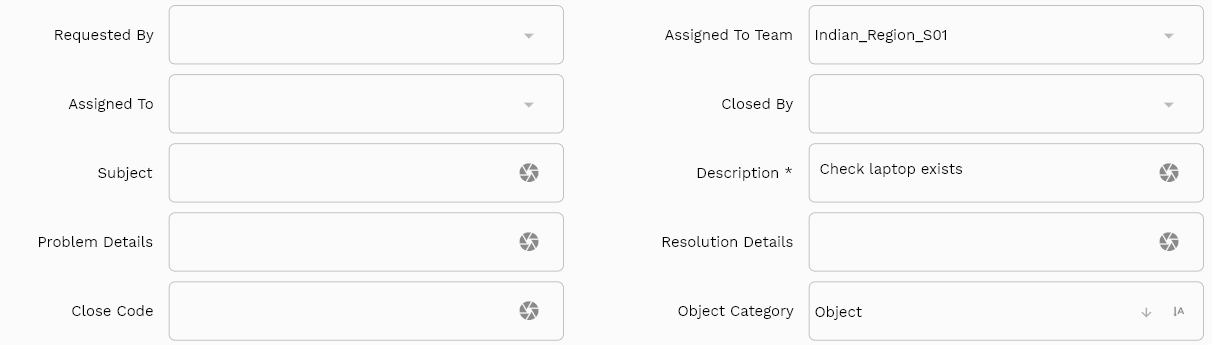 Requested By
Assigned To Team Indian_Region_S01
Assigned To
Closed By
Subject
Description * Check laptop exists
Problem Details
Resolution Details
Close Code
Object Category Object